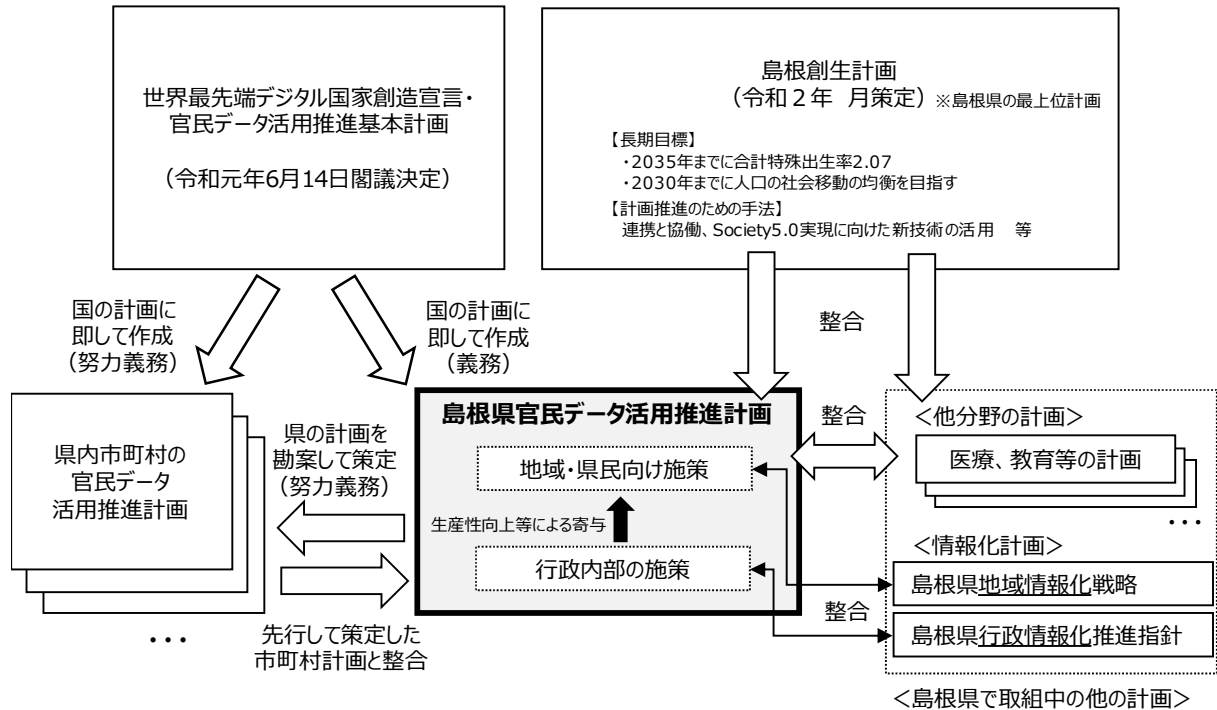 世界最先端デジタル国家創造宣言・
官民データ活用推進基本計画
（令和元年6月14日閣議決定）
島根創生計画
（令和２年　月策定）※島根県の最上位計画
【長期目標】
・2035年までに合計特殊出生率2.07
・2030年までに人口の社会移動の均衡を目指す
【計画推進のための手法】
連携と協働、Society5.0実現に向けた新技術の活用　等
国の計画に
即して作成
（努力義務）
国の計画に
即して作成
（義務）
整合
県内市町村の
官民データ
活用推進計画
・・・
県の計画を
勘案して策定
（努力義務）
先行して策定した
市町村計画と整合
島根県官民データ活用推進計画
地域・県民向け施策
生産性向上等による寄与
行政内部の施策
整合
整合
＜他分野の計画＞
医療、教育等の計画
・・・
＜情報化計画＞
島根県地域情報化戦略
島根県行政情報化推進指針
＜島根県で取組中の他の計画＞